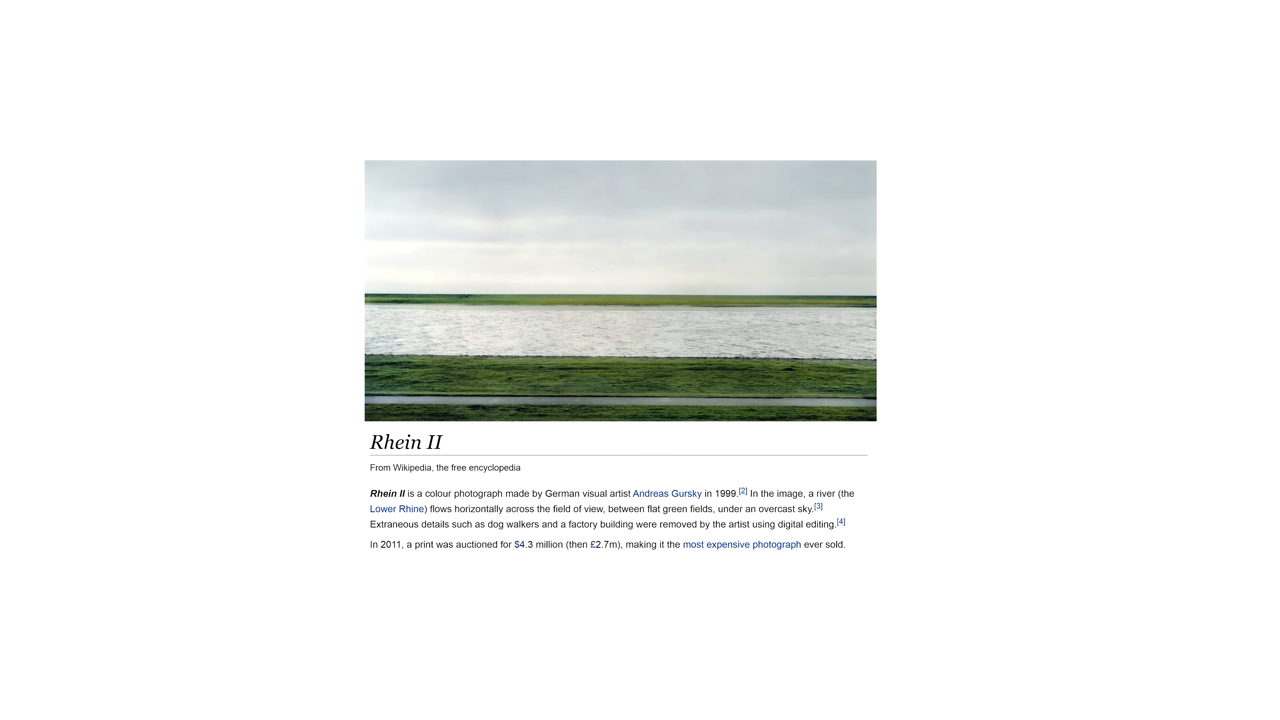 Rhein II
From Wikipedia, the free encyclopedia
Rhein II is a colour photograph made by German visual artist Andreas Gursky in 1999.[2] In the image, a river (the
Lower Rhine) flows horizontally across the field of view, between flat green fields, under an overcast sky.[3]
Extraneous details such as dog walkers and a factory building were removed by the artist using digital editing.[4]
In 2011, a print was auctioned for $4.3 million (then £2.7m), making it the most expensive photograph ever sold.